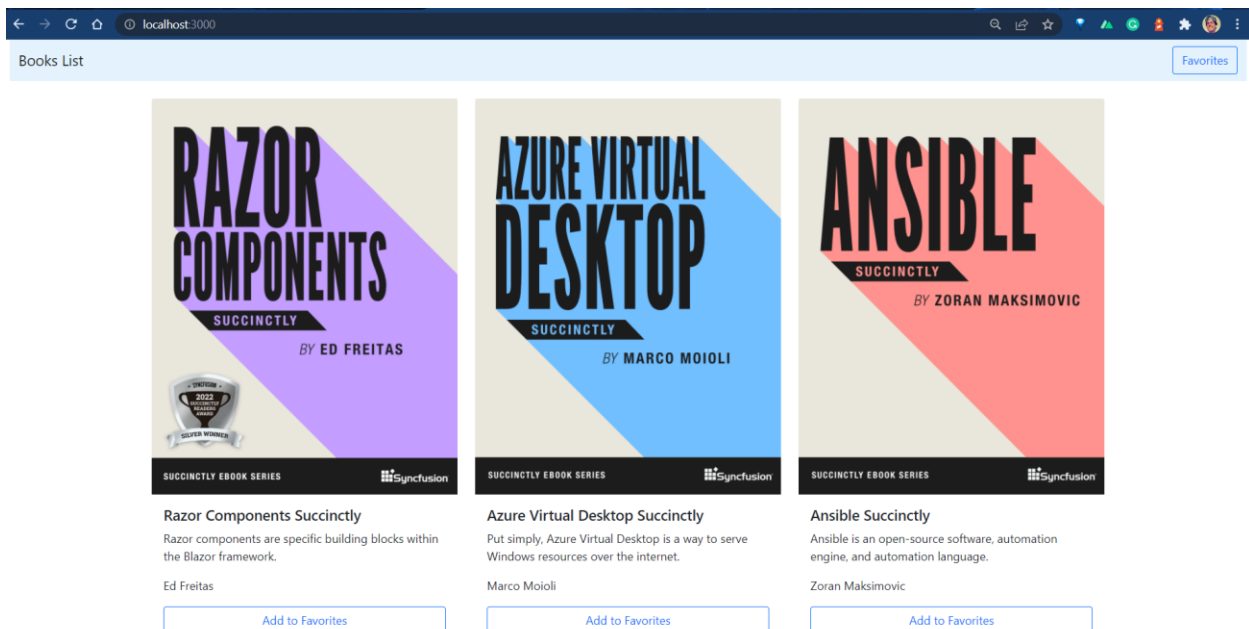 localhost:3000
Books List
Favorites
RAZOR
COMPONENTS
SUCCINCTLY
BY ED FREITAS
SYNCFUSION
2022
SUCCINCTLY
READERS
AWARD
SILVER WINNER
SUCCINCTLY EBOOK SERIES
Syncfusion
AZURE VIRTUAL
DESKTOP
SUCCINCTLY
BY MARCO MOIOLI
SUCCINCTLY EBOOK SERIES
Syncfusion
ANSIBLE
SUCCINCTLY
BY ZORAN MAKSIMOVIC
SUCCINCTLY EBOOK SERIES
Syncfusion
Razor Components Succinctly
Razor components are specific building blocks within
the Blazor framework.
Ed Freitas
Add to Favorites
Azure Virtual Desktop Succinctly
Put simply, Azure Virtual Desktop is a way to serve
Windows resources over the internet.
Marco Moioli
Add to Favorites
Ansible Succinctly
Ansible is an open-source software, automation
engine, and automation language.
Zoran Maksimovic
Add to Favorites